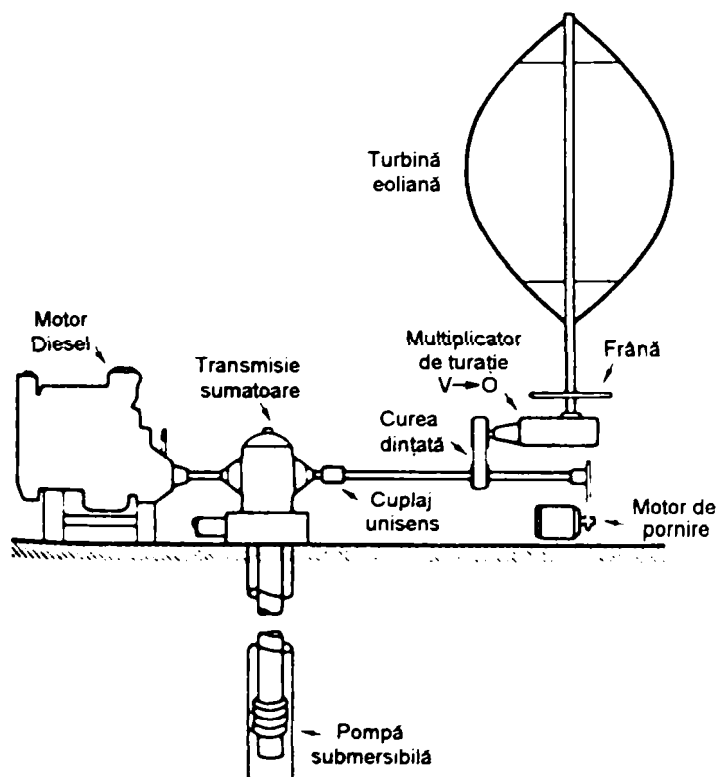 Turbină
eoliană
Motor
Diesel
Transmisie
sumatoare
Multiplicator
de turație
V→O
Frână
Curea
dințată
Cuplaj
unisens
Motor de
pornire
Pompă
submersibilă